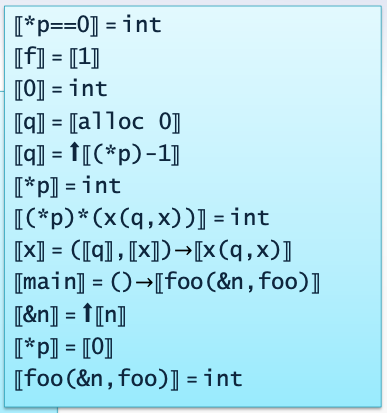 ⟦*p==0⟧ = int
⟦f⟧ = ⟦1⟧
⟦0⟧ = int
⟦q⟧ = ⟦alloc 0⟧
⟦q⟧ = ⬆⟦(*p)-1⟧
⟦*p⟧ = int
⟦(*p)*(x(q,x))⟧ = int
⟦x⟧ = (⟦q⟧,⟦x⟧)→⟦x(q,x)⟧
⟦main⟧ = ()→⟦foo(&n,foo)⟧
⟦&n⟧ = ⬆⟦n⟧
⟦*p⟧ = ⟦0⟧
⟦foo(&n,foo)⟧ = int